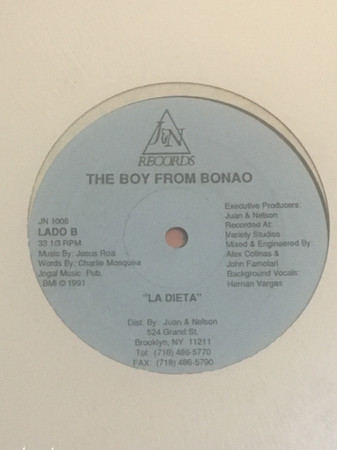 J&N
RECORDS
THE BOY FROM BONAO
JN 1006
LADO B
33 1/3 RPM
Music By: Jesus Roa
Words By: Charlie Mosquea
Jogal Music Pub.
BMI © 1991
Executive Producers:
Juan & Nelson
Recorded At:
Variety Studios
Mixed & Engineered By:
Alex Colinas &
John Famolari
Background Vocals:
Hernan Vargas
"LA DIETA"
Dist. By: Juan & Nelson
524 Grand St.
Brooklyn, NY 11211
Tel: (718) 486-5770
FAX: (718) 486-5790